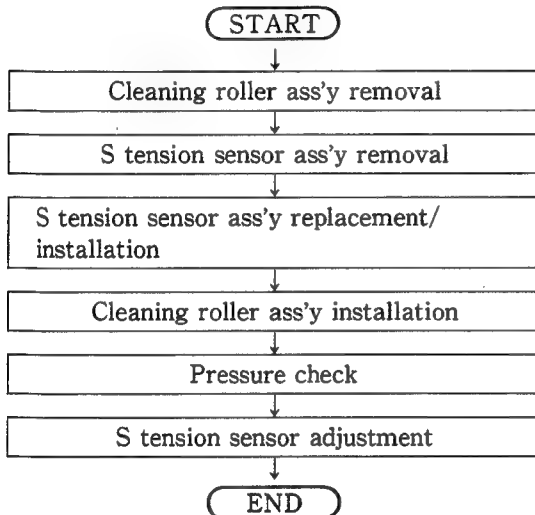 START
Cleaning roller ass'y removal
S tension sensor ass'y removal
S tension sensor ass'y replacement/
installation
Cleaning roller ass'y installation
Pressure check
S tension sensor adjustment
END